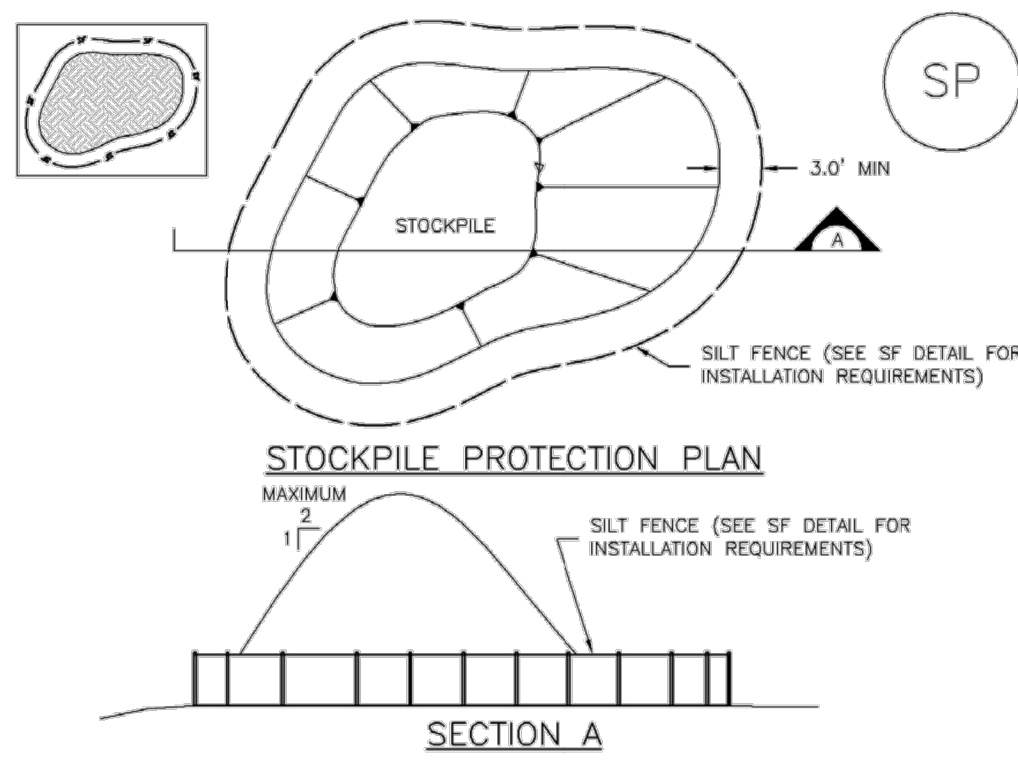 SP
3.0' MIN
STOCKPILE
A
SILT FENCE (SEE SF DETAIL FOR
INSTALLATION REQUIREMENTS)
STOCKPILE PROTECTION PLAN
MAXIMUM
2
1
SILT FENCE (SEE SF DETAIL FOR
INSTALLATION REQUIREMENTS)
SECTION A